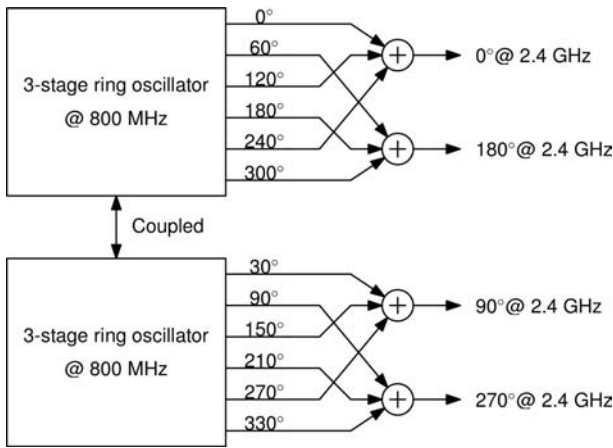 0°
60°
120°
180°
240°
300°
3-stage ring oscillator
@ 800 MHz
0°@ 2.4 GHz
180°@ 2.4 GHz
Coupled
30°
90°
150°
210°
270°
330°
3-stage ring oscillator
@ 800 MHz
90°@ 2.4 GHz
270°@ 2.4 GHz